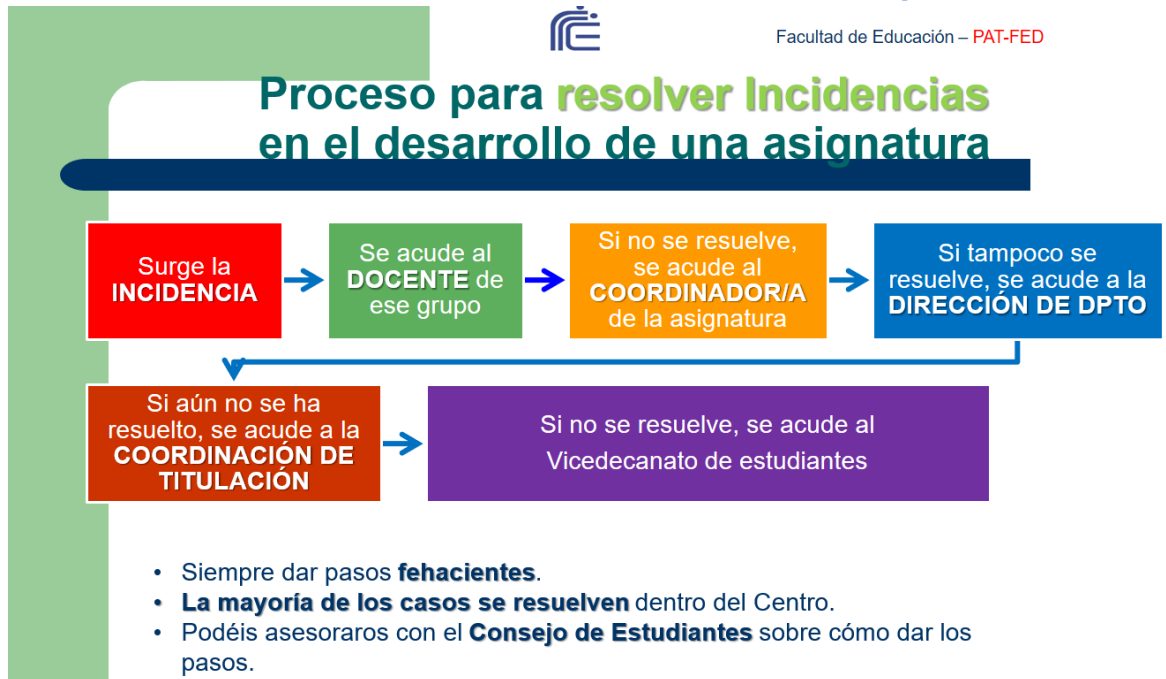 Facultad de Educación – PAT-FED
Proceso para resolver Incidencias
en el desarrollo de una asignatura
Surge la
INCIDENCIA
Se acude al
DOCENTE de
ese grupo
Si no se resuelve,
se acude al
COORDINADOR/A
de la asignatura
Si tampoco se
resuelve, se acude a la
DIRECCIÓN DE DPTO
Si aún no se ha
resuelto, se acude a la
COORDINACIÓN DE
TITULACIÓN
Si no se resuelve, se acude al
Vicedecanato de estudiantes
• Siempre dar pasos fehacientes.
• La mayoría de los casos se resuelven dentro del Centro.
• Podéis asesoraros con el Consejo de Estudiantes sobre cómo dar los
pasos.